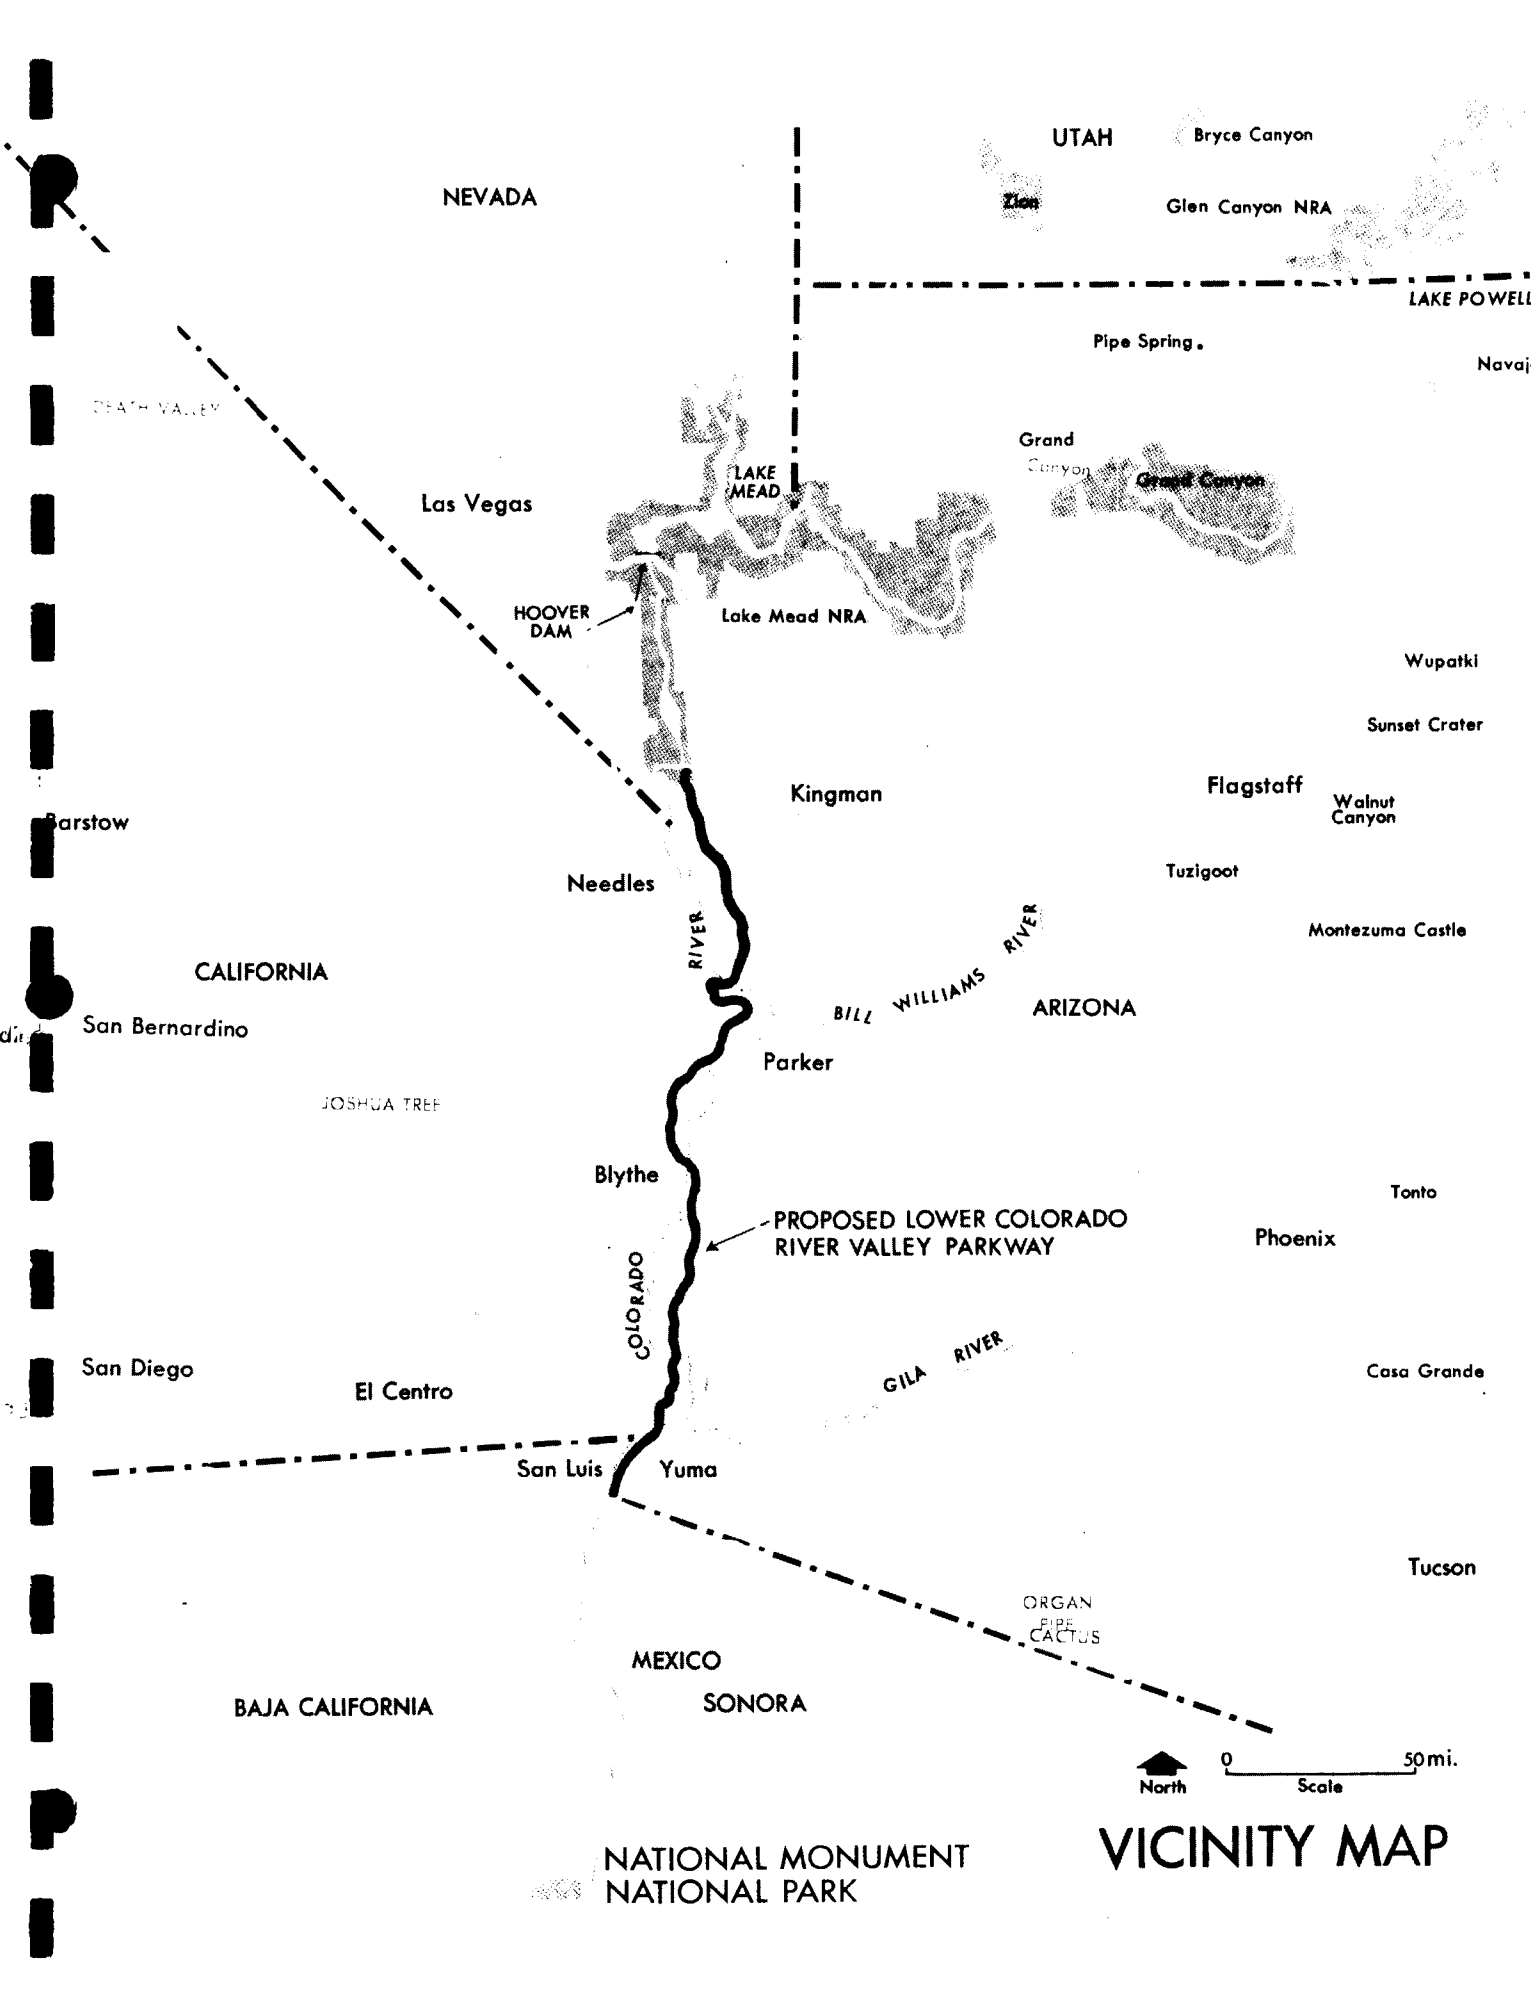 UTAH
Bryce Canyon
NEVADA
Zion
Glen Canyon NRA
LAKE POWELL
Pipe Spring
Navaj
DEATH VALLEY
Grand
Canyon
LAKE
MEAD
Grand Canyon
Las Vegas
HOOVER
DAM
Lake Mead NRA
Wupatki
Sunset Crater
Kingman
Flagstaff
Walnut
Canyon
Barstow
Tuzigoot
Needles
RIVER
Montezuma Castle
CALIFORNIA
BILL WILLIAMS RIVER
ARIZONA
San Bernardino
Parker
JOSHUA TREE
Blythe
Tonto
PROPOSED LOWER COLORADO
RIVER VALLEY PARKWAY
Phoenix
COLORADO
GILA RIVER
San Diego
Casa Grande
El Centro
San Luis
Yuma
Tucson
ORGAN
PIPE
CACTUS
MEXICO
BAJA CALIFORNIA
SONORA
0 50 mi.
North
Scale
VICINITY MAP
NATIONAL MONUMENT
NATIONAL PARK